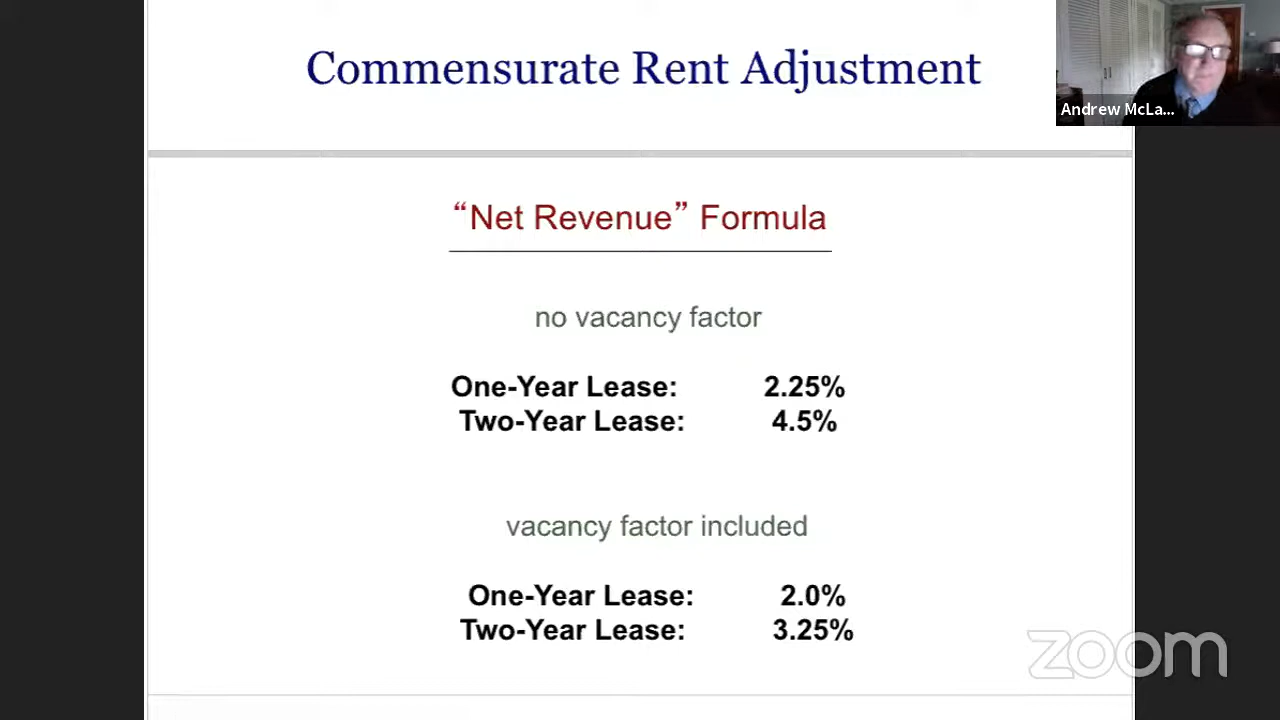 Commensurate Rent Adjustment
Andrew McLa...
“Net Revenue” Formula
no vacancy factor
One-Year Lease: 2.25%
Two-Year Lease: 4.5%
vacancy factor included
One-Year Lease: 2.0%
Two-Year Lease: 3.25%
zoom